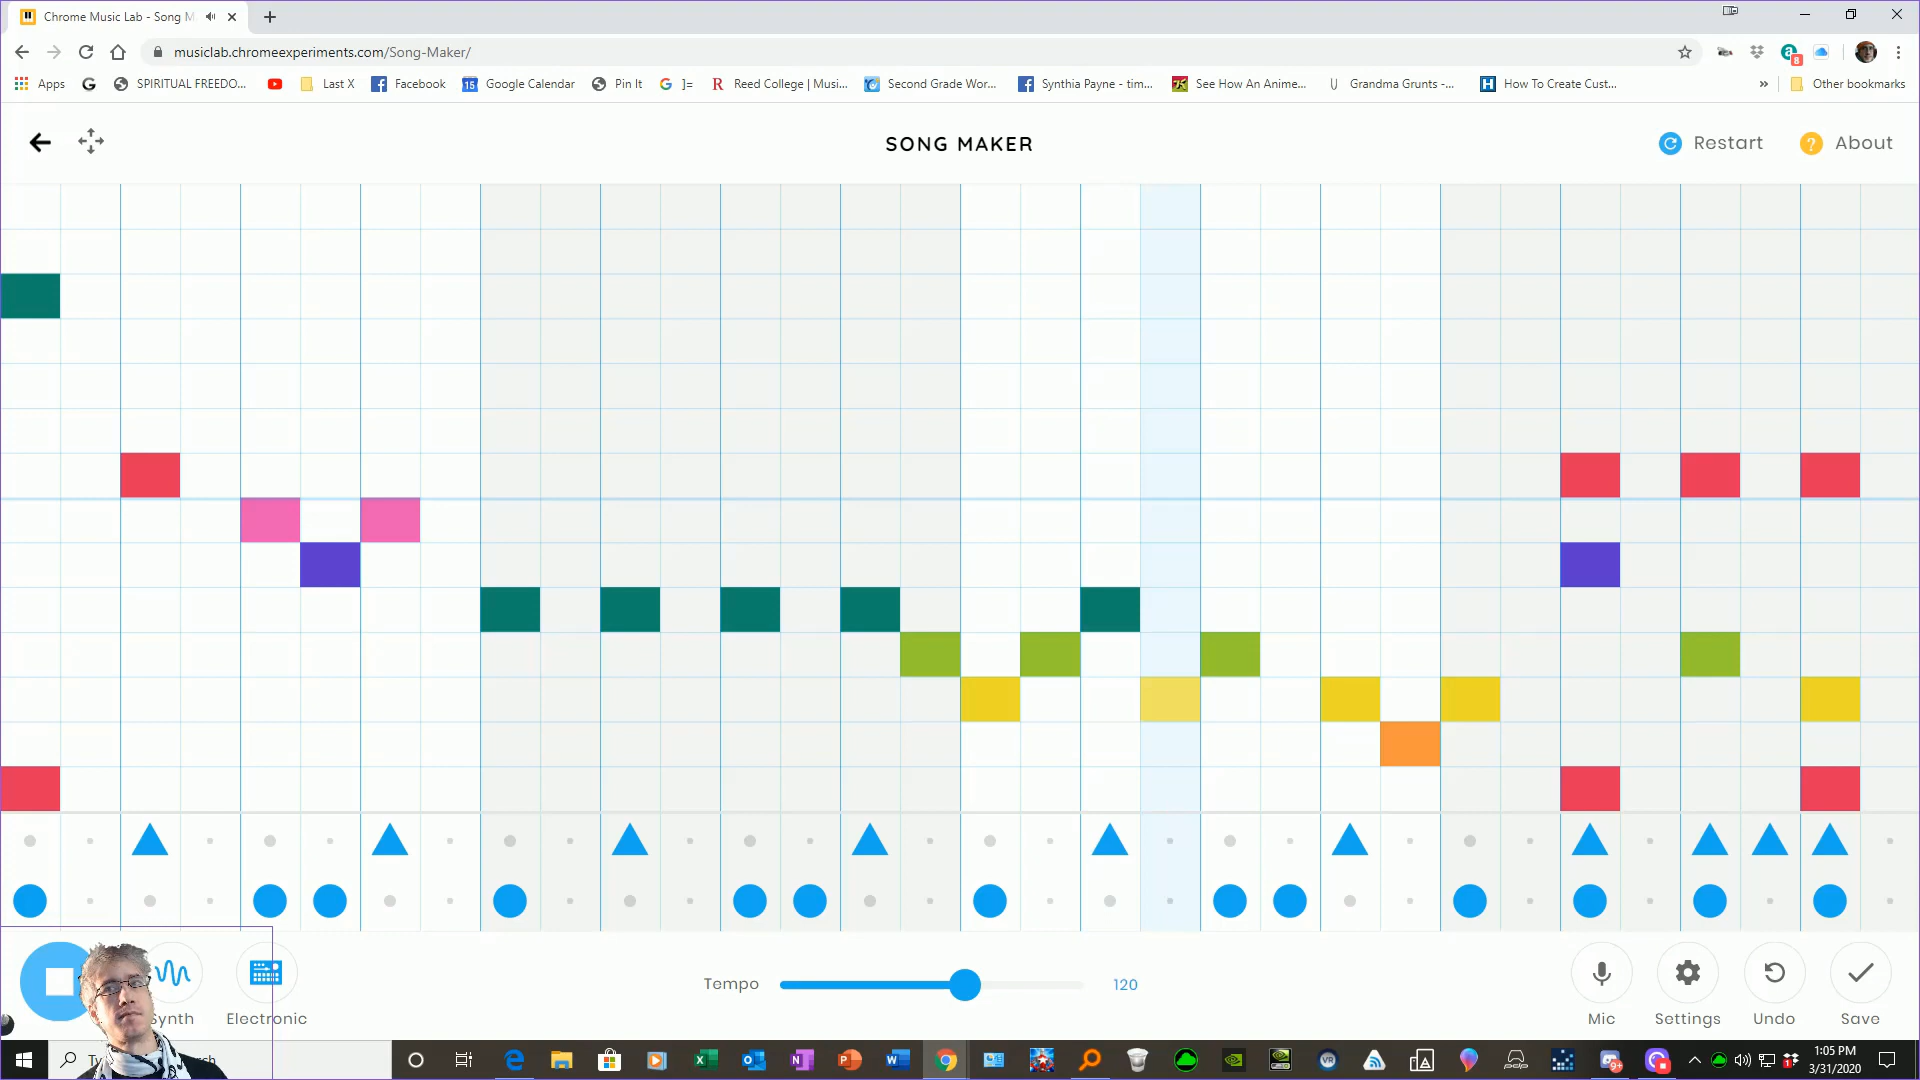 Chrome Music Lab - Song M
musiclab.chromeexperiments.com/Song-Maker/
8
Apps
G
SPIRITUAL FREEDO...
Last X
Facebook
15
Google Calendar
Pin It
G
]=
R
Reed College | Musi...
Second Grade Wor...
Synthia Payne - tim...
See How An Anime...
U
Grandma Grunts -...
H
How To Create Cust...
»
Other bookmarks
SONG MAKER
Restart
? About
Synth
Electronic
Tempo
120
Mic
Settings
Undo
Save
1:05 PM
3/31/2020